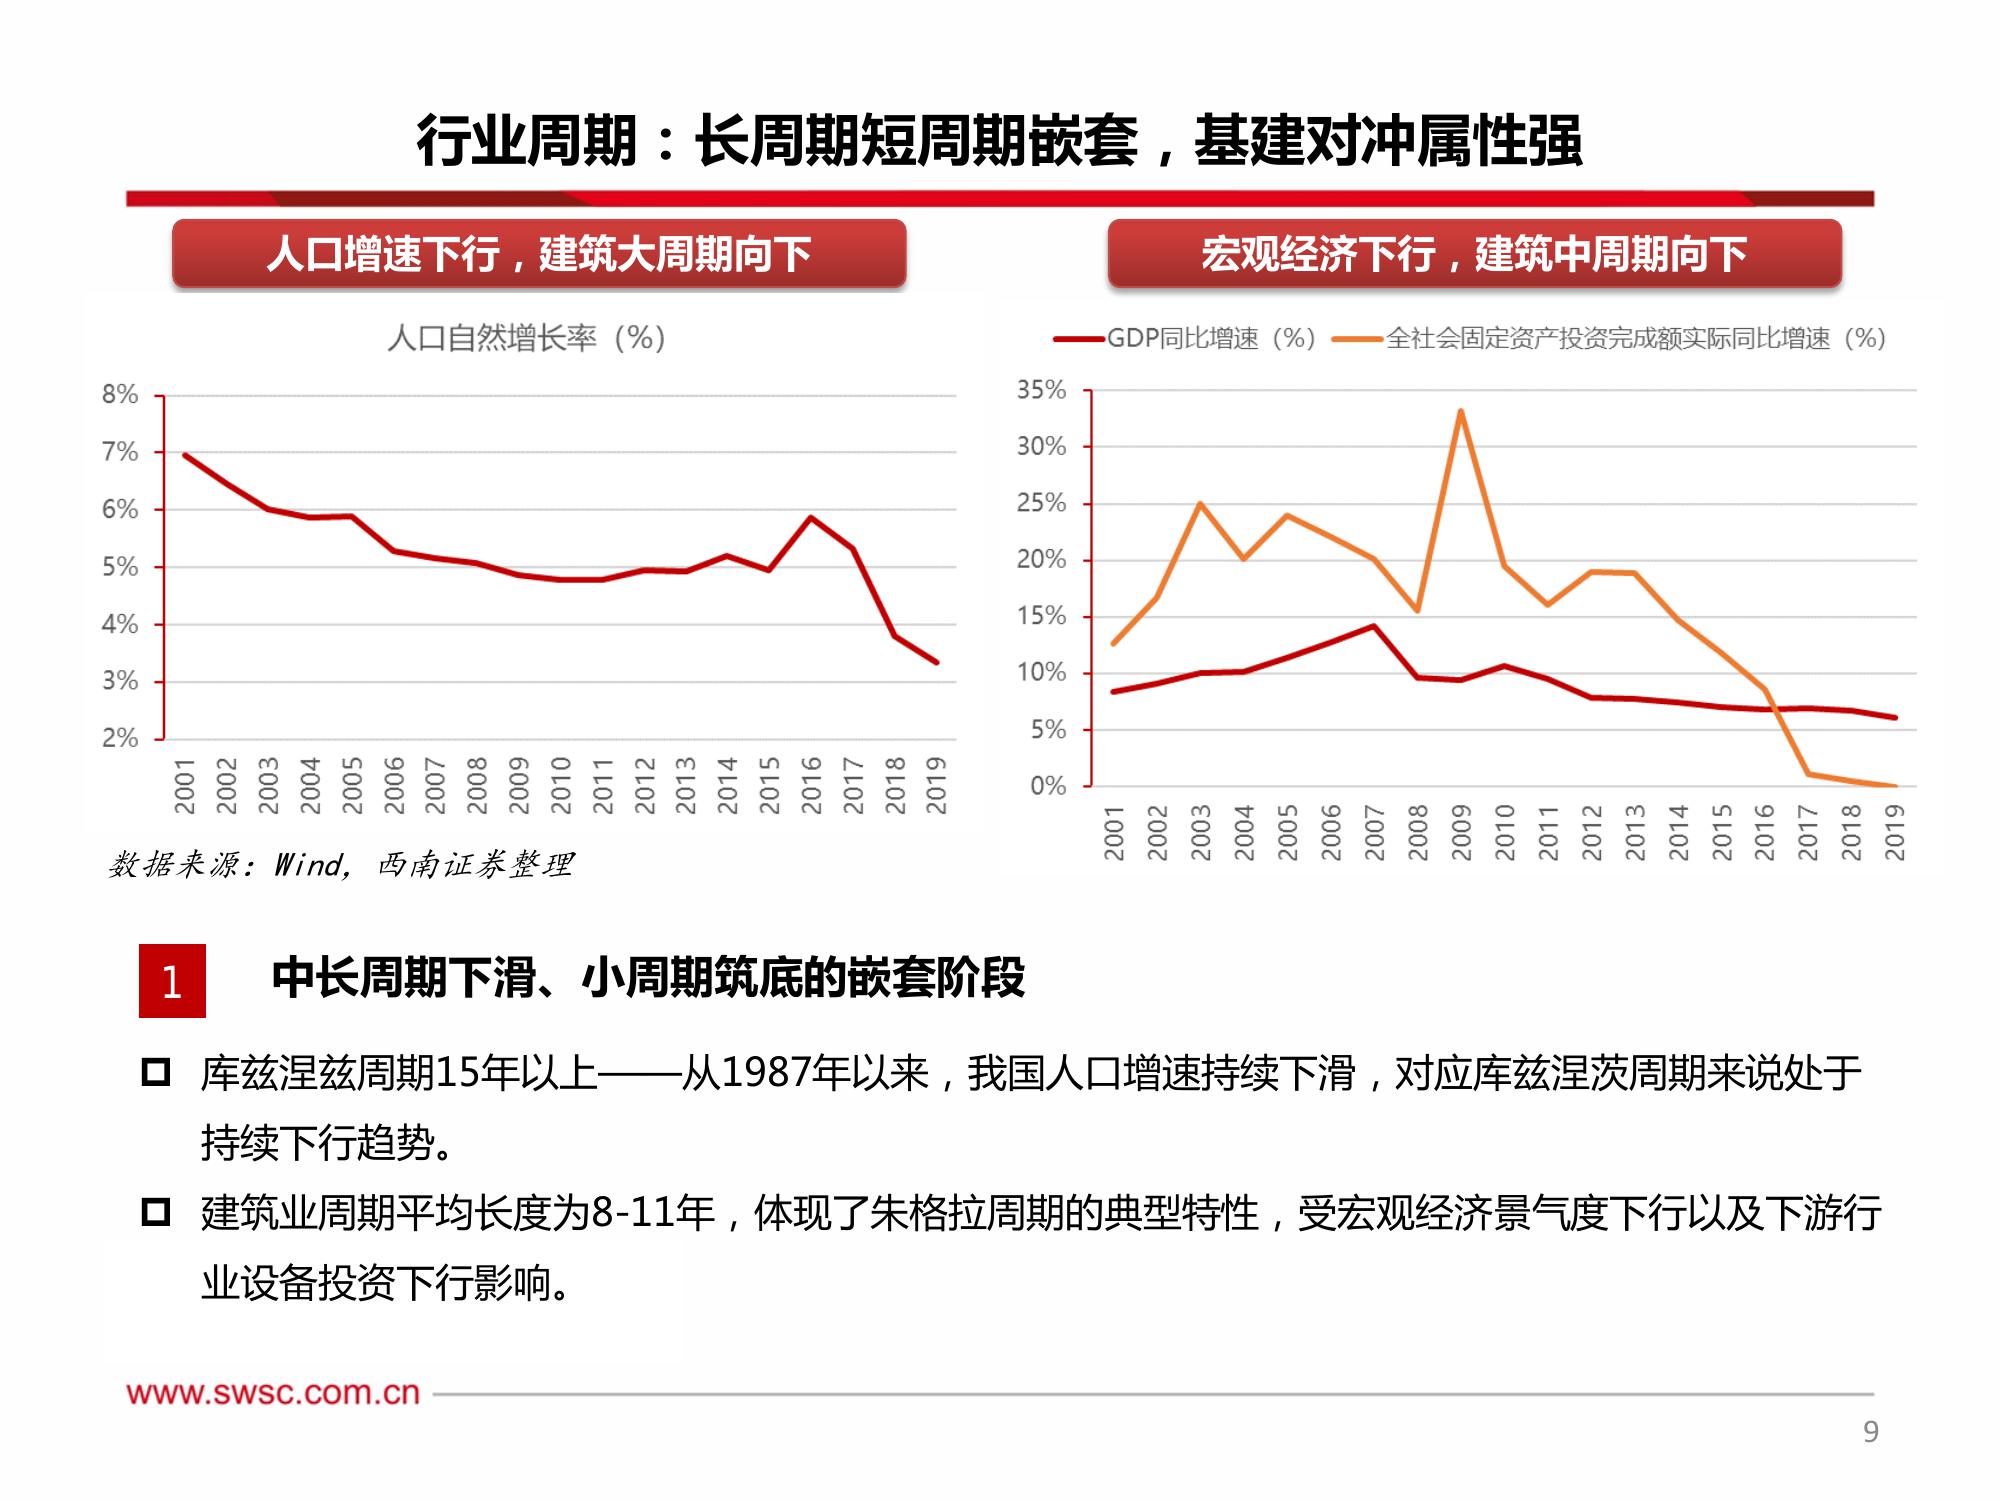 行业周期：长周期短周期嵌套，基建对冲属性强
人口增速下行，建筑大周期向下
宏观经济下行，建筑中周期向下
人口自然增长率（%）
8%
7%
6%
5%
4%
3%
2%
2001 2002 2003 2004 2005 2006 2007 2008 2009 2010 2011 2012 2013 2014 2015 2016 2017 2018 2019
GDP同比增速（%） 全社会固定资产投资完成额实际同比增速（%）
35%
30%
25%
20%
15%
10%
5%
0%
2001 2002 2003 2004 2005 2006 2007 2008 2009 2010 2011 2012 2013 2014 2015 2016 2017 2018 2019
数据来源：Wind，西南证券整理
1 中长周期下滑、小周期筑底的嵌套阶段
库兹涅兹周期15年以上——从1987年以来，我国人口增速持续下滑，对应库兹涅茨周期来说处于
持续下行趋势。
建筑业周期平均长度为8-11年，体现了朱格拉周期的典型特性，受宏观经济景气度下行以及下游行
业设备投资下行影响。
www.swsc.com.cn
9